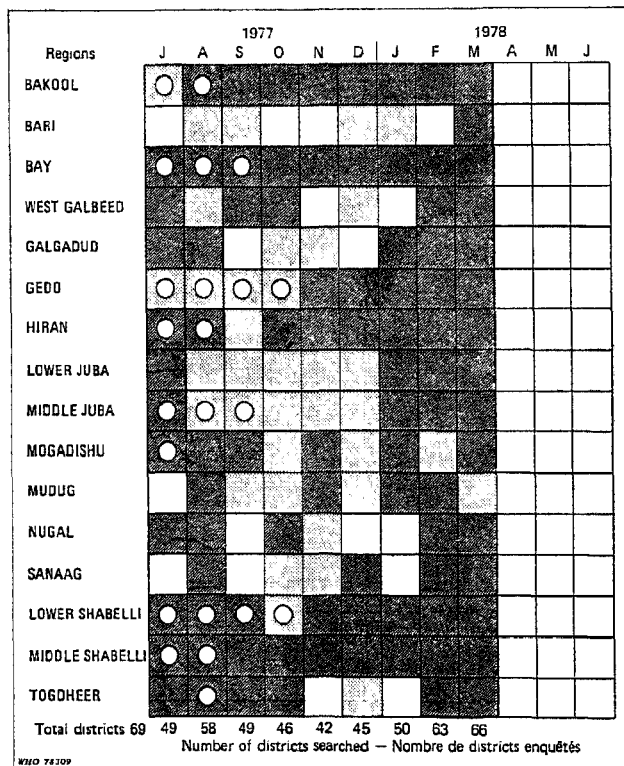 1977 1978
Regions J A S O N D J F M A M J
BAKOOL
BARI
BAY
WEST GALBEED
GALGADUD
GEDO
HIRAN
LOWER JUBA
MIDDLE JUBA
MOGADISHU
MUDUG
NUGAL
SANAAG
LOWER SHABELLI
MIDDLE SHABELLI
TOGDHEER
Total districts 69 49 58 49 46 42 45 50 63 66
Number of districts searched — Nombre de districts enquêtés
WHO 78309